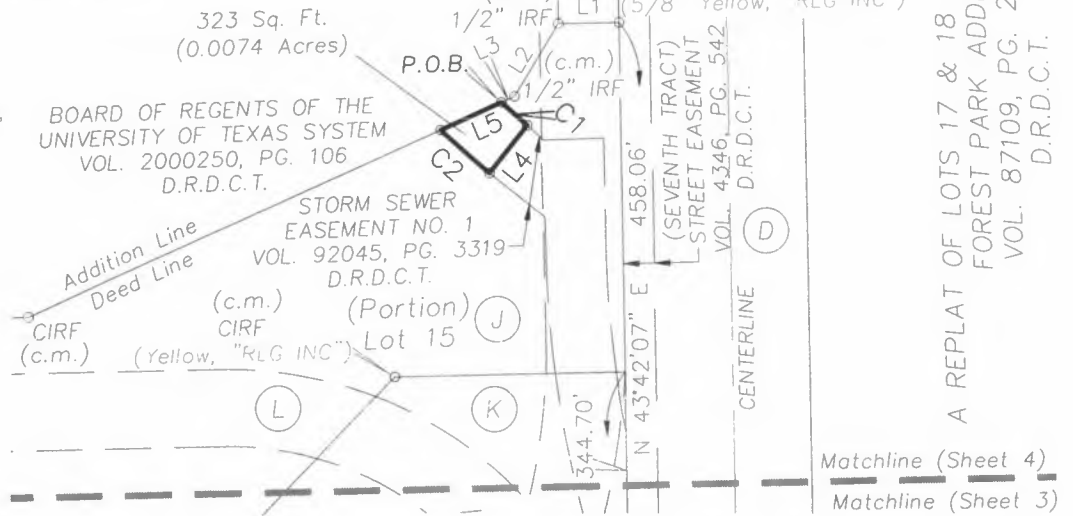 323 Sq. Ft.
(0.0074 Acres)
1/2" IRF
L1
(5/8" Yellow, "RLG INC")
L3
L2
P.O.B.
(c.m.)
1/2" IRF
C1
L5
L4
C2
BOARD OF REGENTS OF THE
UNIVERSITY OF TEXAS SYSTEM
VOL. 2000250, PG. 106
D.R.D.C.T.
STORM SEWER
EASEMENT NO. 1
VOL. 92045, PG. 3319
D.R.D.C.T.
Addition Line
Deed Line
CIRF
(c.m.)
(c.m.)
CIRF
(Yellow, "RLG INC")
(Portion)
Lot 15
J
L
K
344.70'
N 43°42'07" E 458.06'
(SEVENTH TRACT)
STREET EASEMENT
VOL. 4346, PG. 542
D.R.D.C.T.
D
CENTERLINE
A REPLAT OF LOTS 17 & 18
FOREST PARK ADD
VOL. 87109, PG. 2
D.R.D.C.T.
Matchline (Sheet 4)
Matchline (Sheet 3)